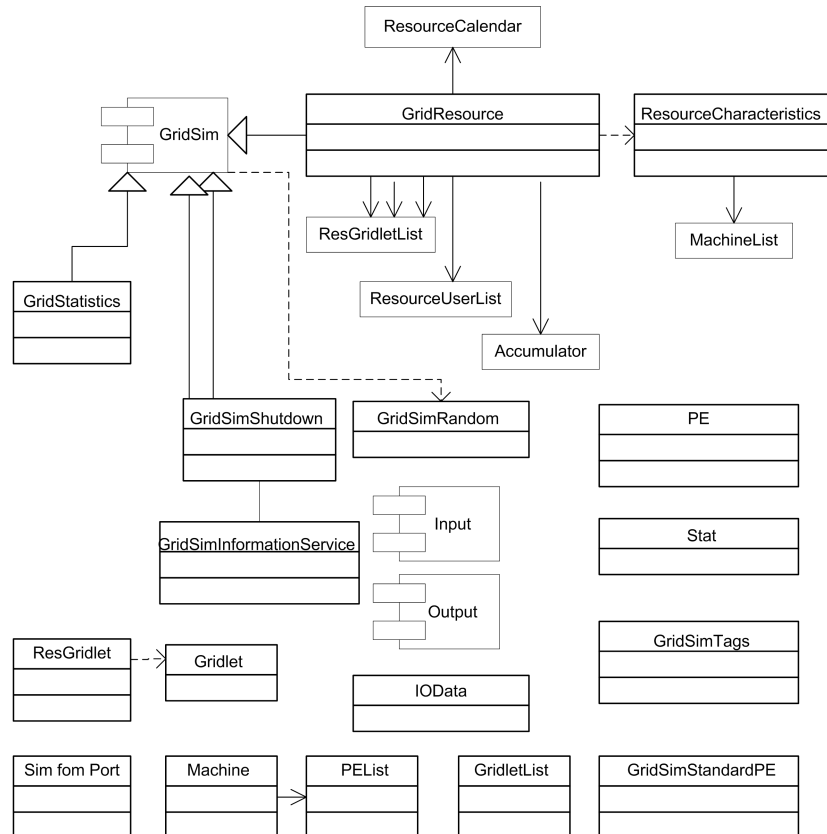 ResourceCalendar
GridSim
GridResource
ResourceCharacteristics
ResGridletList
MachineList
ResourceUserList
GridStatistics
Accumulator
GridSimShutdown
GridSimRandom
PE
Input
GridSimInformationService
Stat
Output
ResGridlet
Gridlet
GridSimTags
IOData
Sim fom Port
Machine
PEList
GridletList
GridSimStandardPE